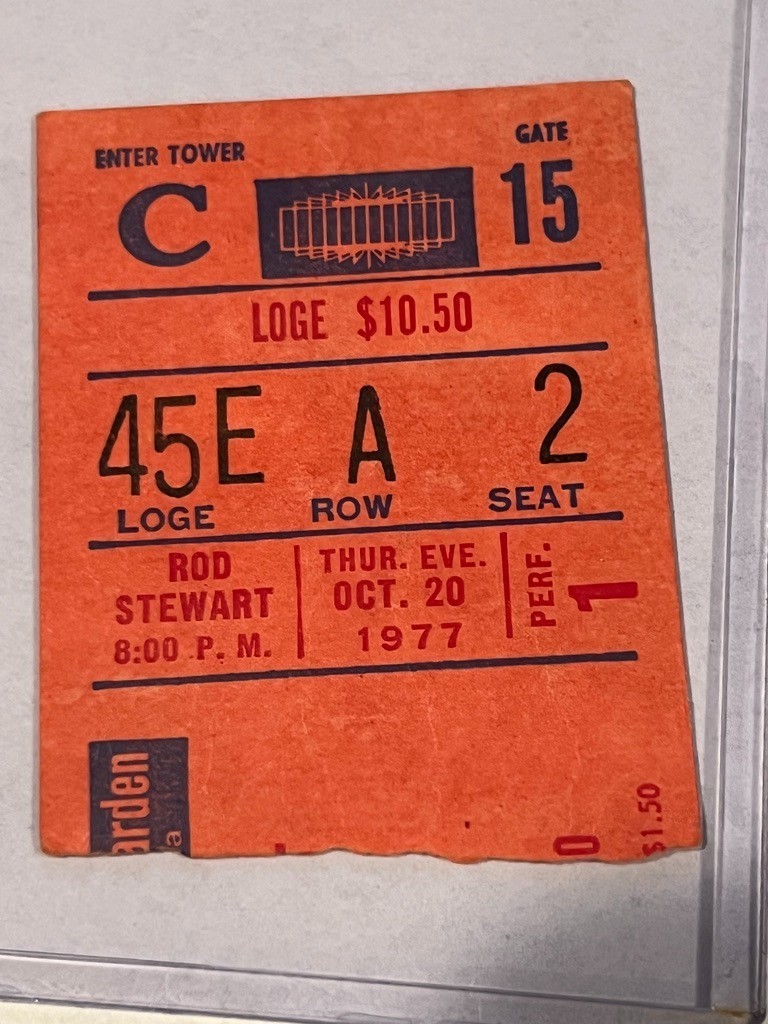 ENTER TOWER
GATE
C
15
LOGE $10.50
45E A 2
LOGE ROW SEAT
ROD
STEWART
8:00 P. M.
THUR. EVE.
OCT. 20
1977
PERF.
1
arden
a
0
$1.50